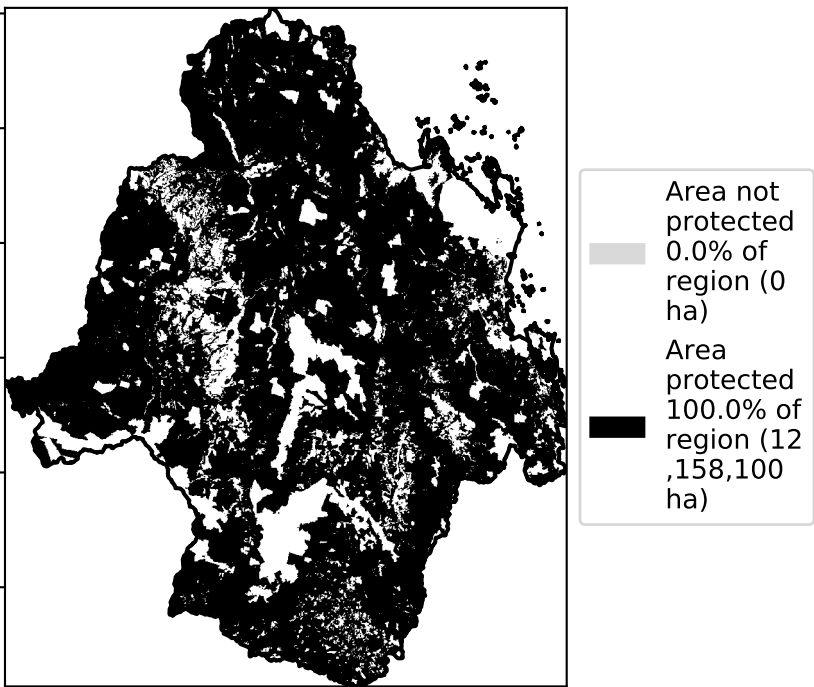 Area not
protected
0.0% of
region (0
ha)
Area
protected
100.0% of
region (12
,158,100
ha)